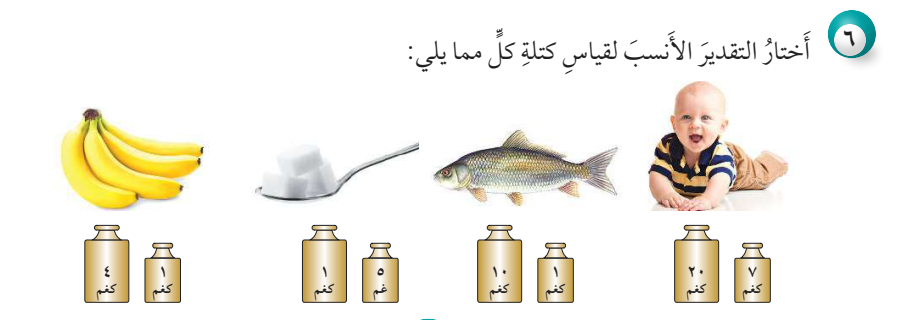 ٦
أَختارُ التقديرَ الأَنسبَ لقياسِ كتلةِ كلٍّ مما يلي:
٧
كغم
٢٠
كغم
١
كغم
١٠
كغم
٥
غم
١
كغم
١
كغم
٤
كغم